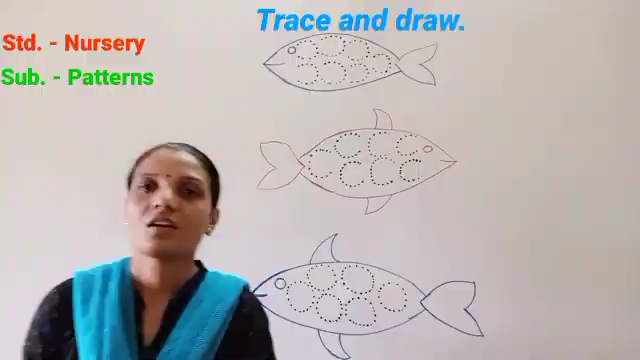 Trace and draw.
Std. - Nursery
Sub. - Patterns